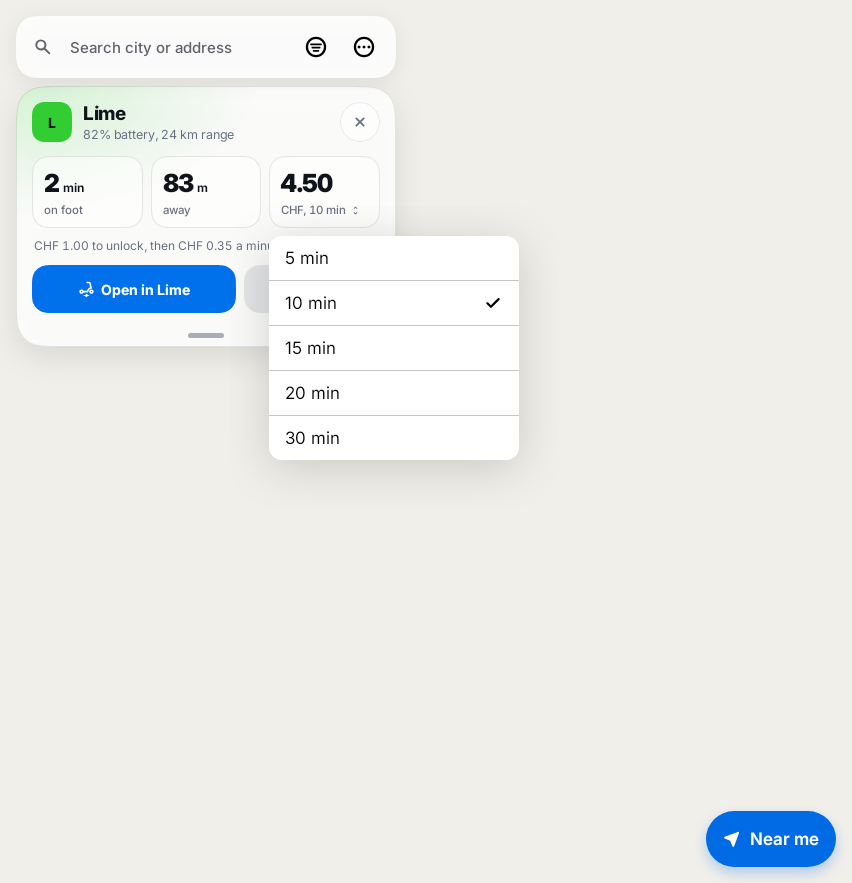 Search city or address
L
Lime
82% battery, 24 km range
2 min
on foot
83 m
away
4.50
CHF, 10 min
CHF 1.00 to unlock, then CHF 0.35 a
Open in Lime
5 min
10 min
15 min
20 min
30 min
Near me